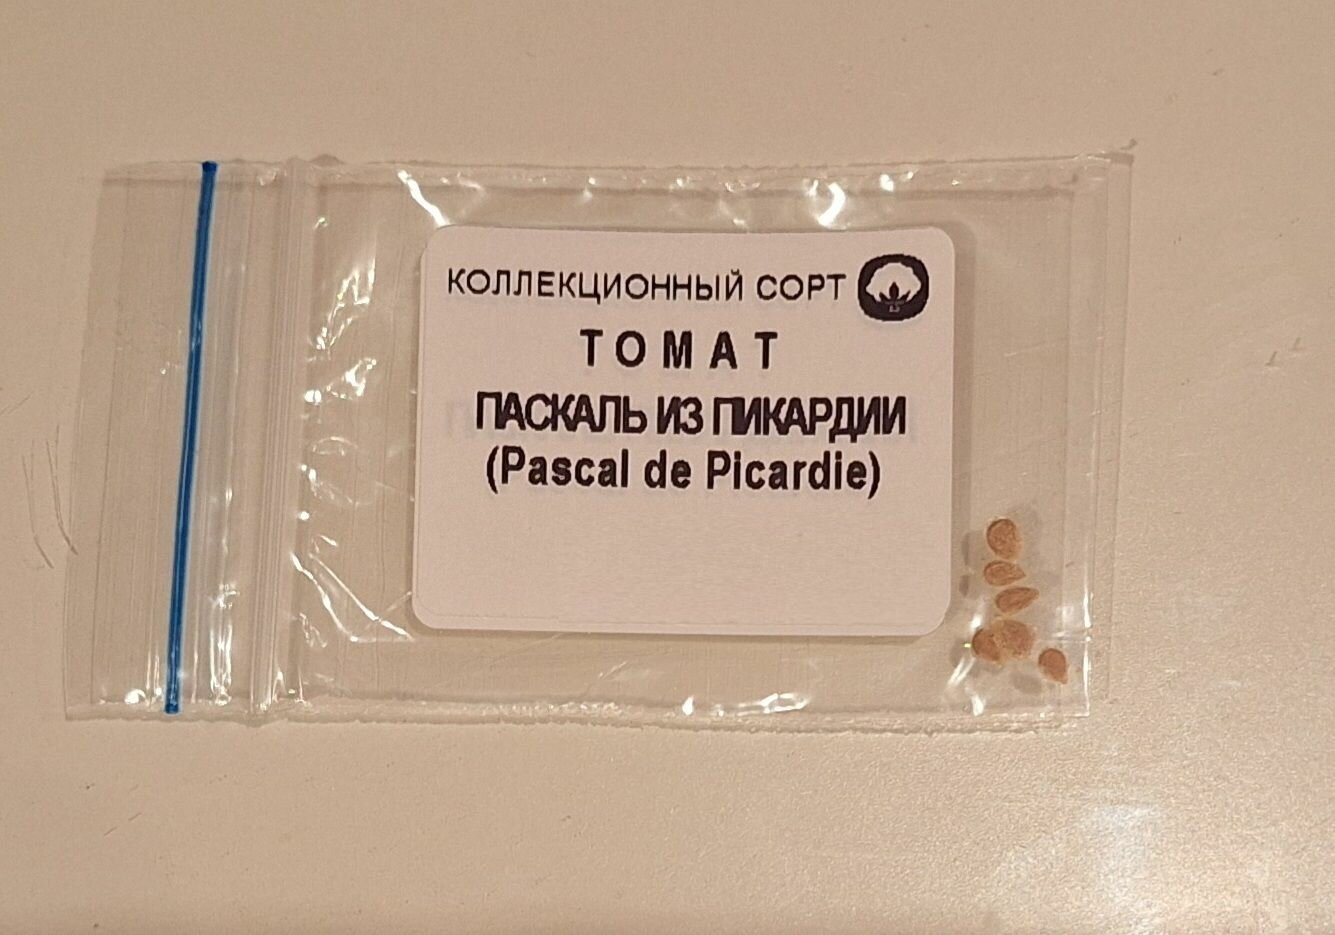 КОЛЛЕКЦИОННЫЙ СОРТ
ТОМАТ
ПАСКАЛЬ ИЗ ПИКАРДИИ
(Pascal de Picardie)